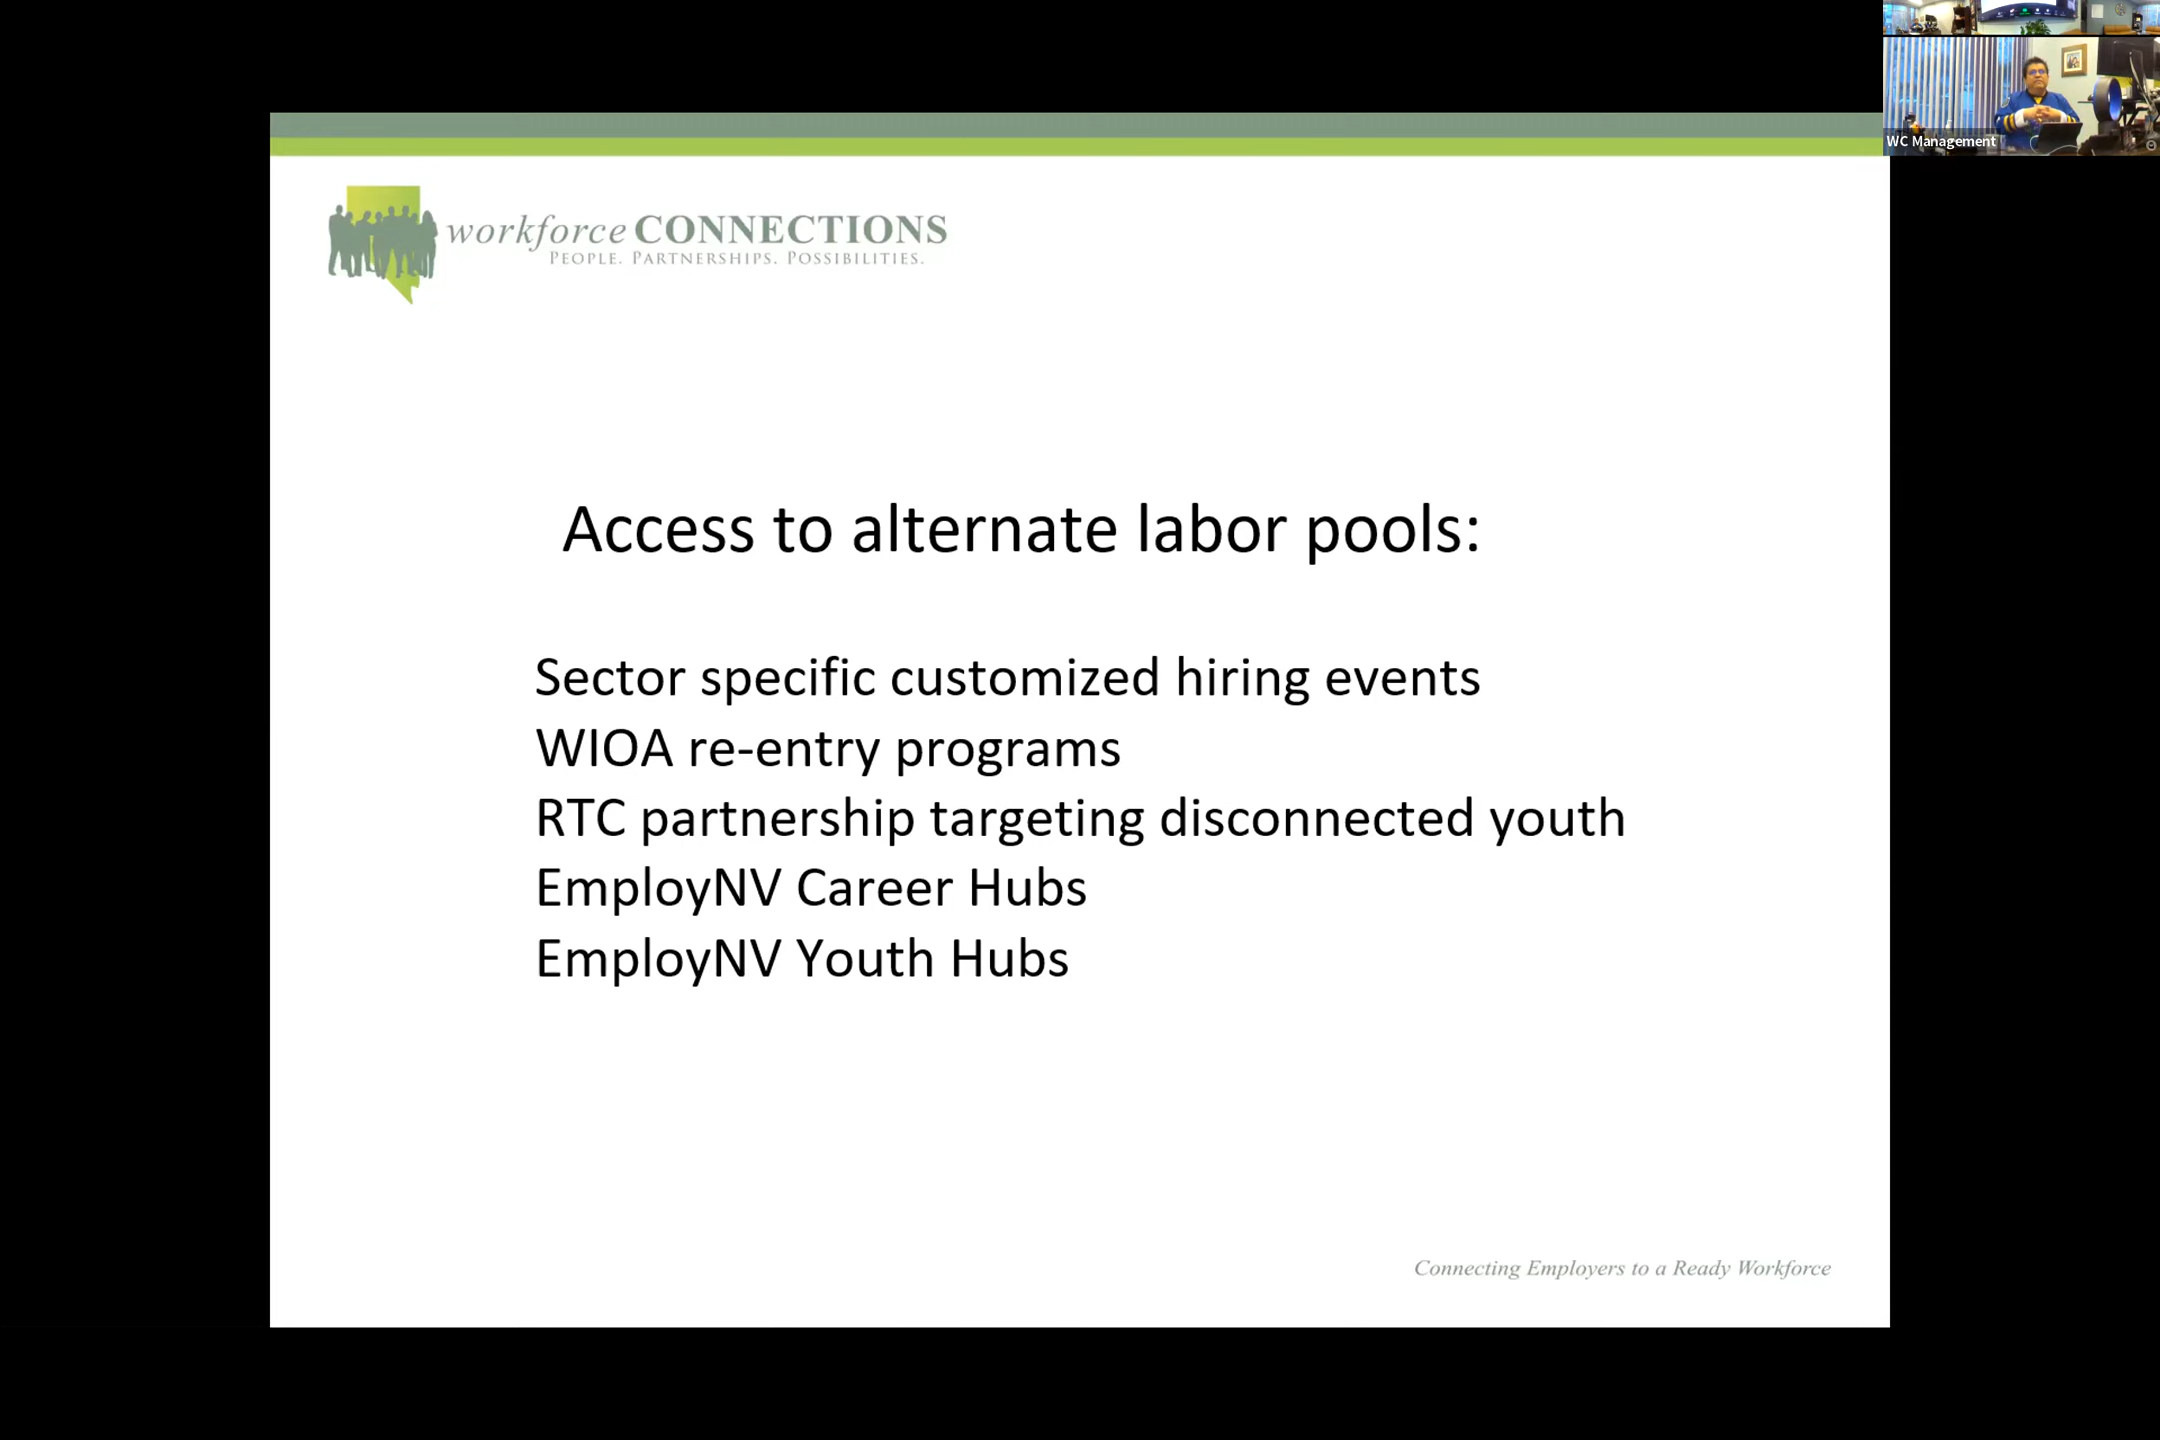 WC Management
workforce CONNECTIONS
PEOPLE. PARTNERSHIPS. POSSIBILITIES.
Access to alternate labor pools:
Sector specific customized hiring events
WIOA re-entry programs
RTC partnership targeting disconnected youth
EmployNV Career Hubs
EmployNV Youth Hubs
Connecting Employers to a Ready Workforce